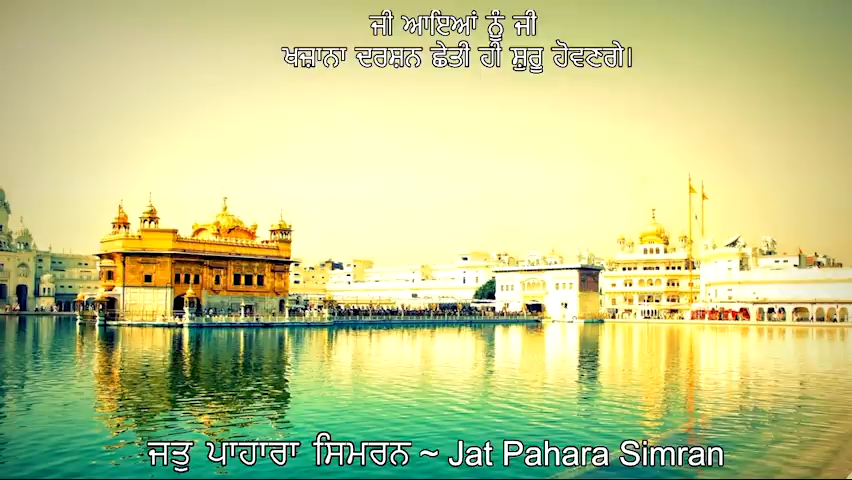 ਜੀ ਆਇਆਂ ਨੂੰ ਜੀ
ਖਜ਼ਾਨਾ ਦਰਸ਼ਨ ਛੇਤੀ ਹੀ ਸ਼ੁਰੂ ਹੋਵਣਗੇ।
ਜਤੁ ਪਾਹਾਰਾ ਸਿਮਰਨ ~ Jat Pahara Simran